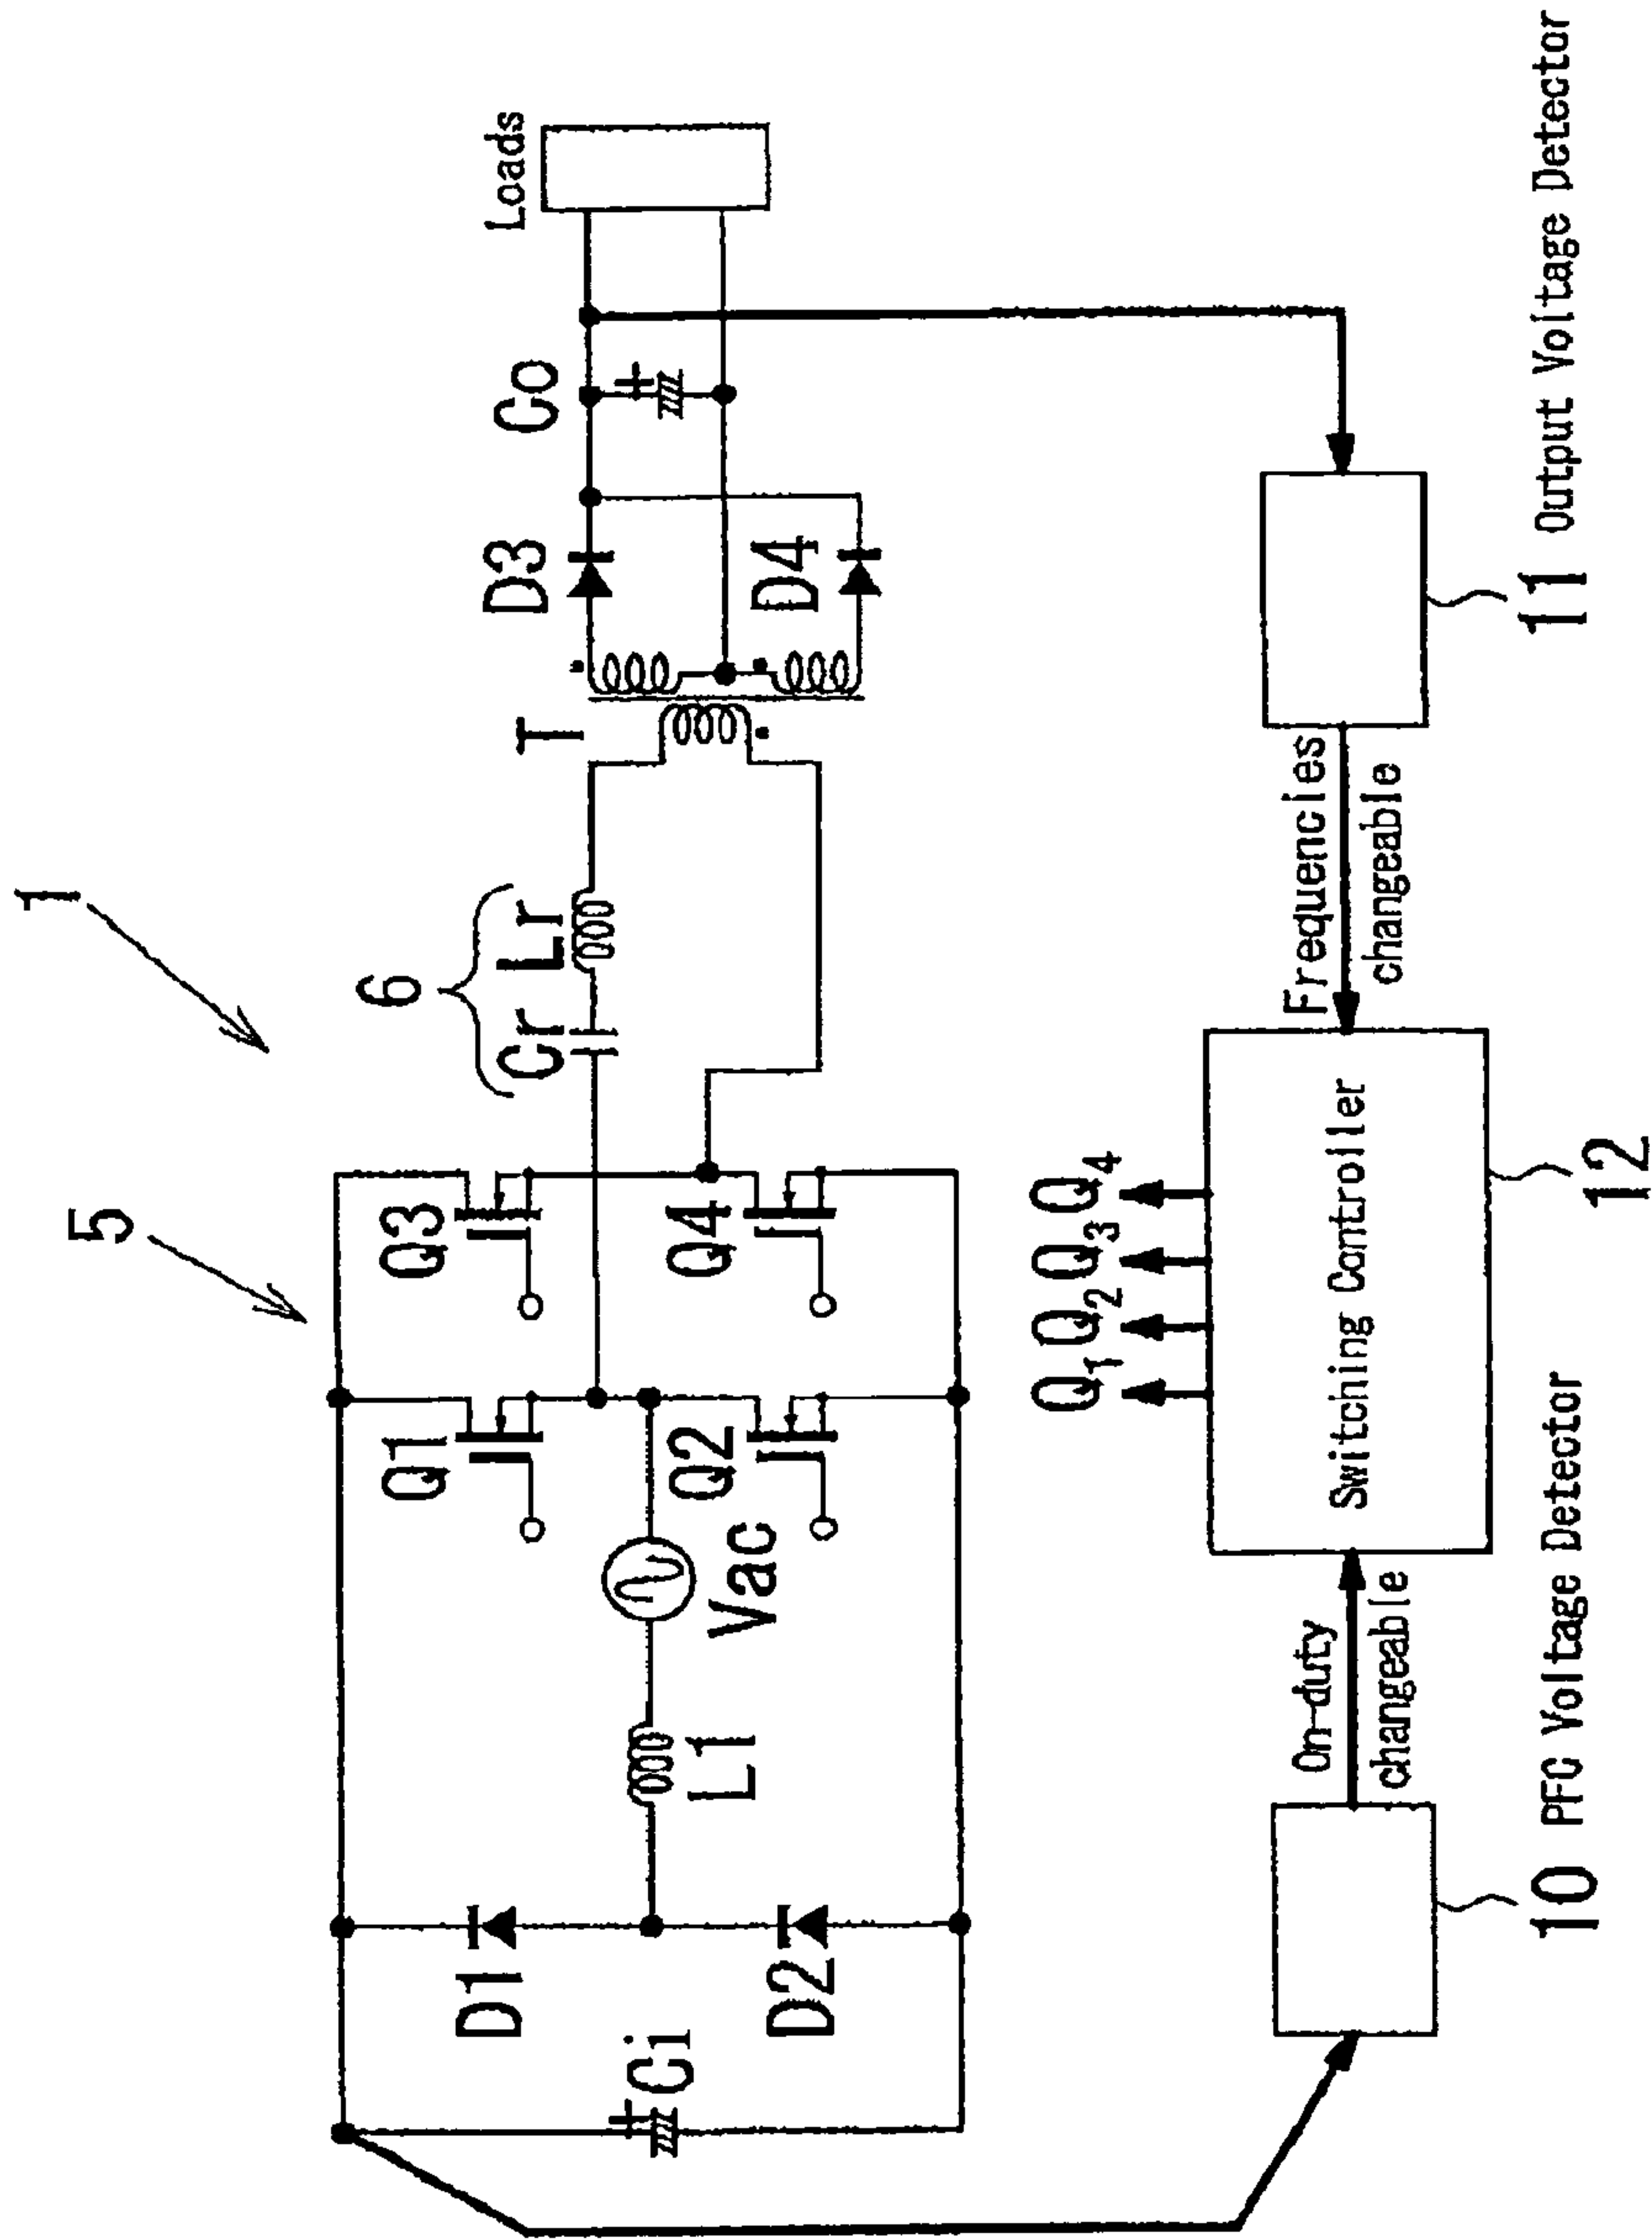 1
5
6
Cr Lr
T
D3
Co
Loads
Q1
Q3
D1
Ci
L1
Vac
Q2
Q4
D2
D4
Q1 Q2 Q3 Q4
On-duty
changeable
Switching Controller
Frequencies
changeable
10 PFC Voltage Detector
12
11 Output Voltage Detector